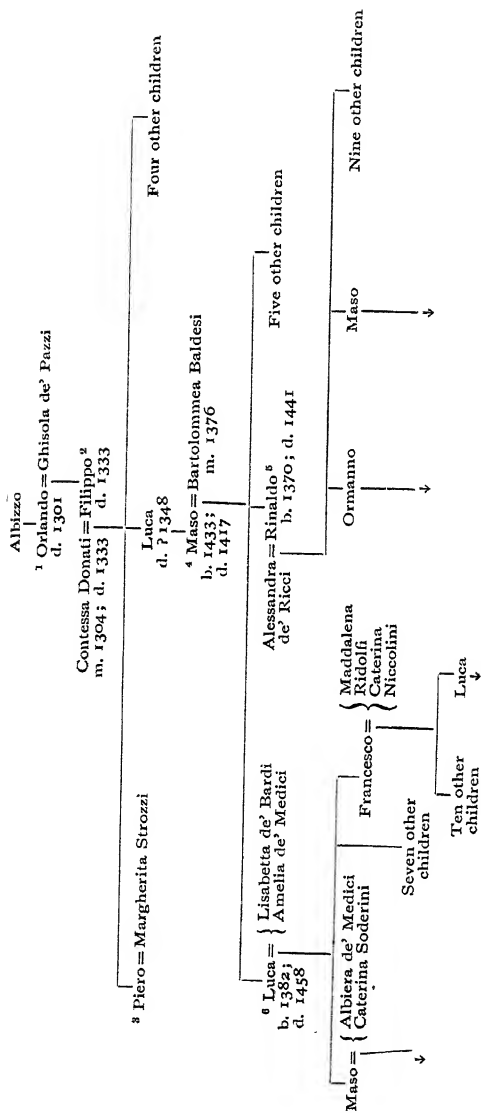 Albizzo
¹ Orlando=Ghisola de' Pazzi
d. 1301
Contessa Donati=Filippo ²
m. 1304; d. 1333 d. 1333
³ Piero=Margherita Strozzi
Luca
d. ? 1348
Four other children
⁴ Maso=Bartolommea Baldesi
b. 1433; m. 1376
d. 1417
⁶ Luca= { Lisabetta de' Bardi
b. 1382; Amelia de' Medici
d. 1458
Alessandra=Rinaldo ⁵
de' Ricci b. 1370; d. 1441
Five other children
Maso= { Albiera de' Medici
Caterina Soderini
Seven other
children
Francesco= { Maddalena
Ridolfi
Caterina
Niccolini
Ormanno
Maso
Nine other children
Ten other
children
Luca